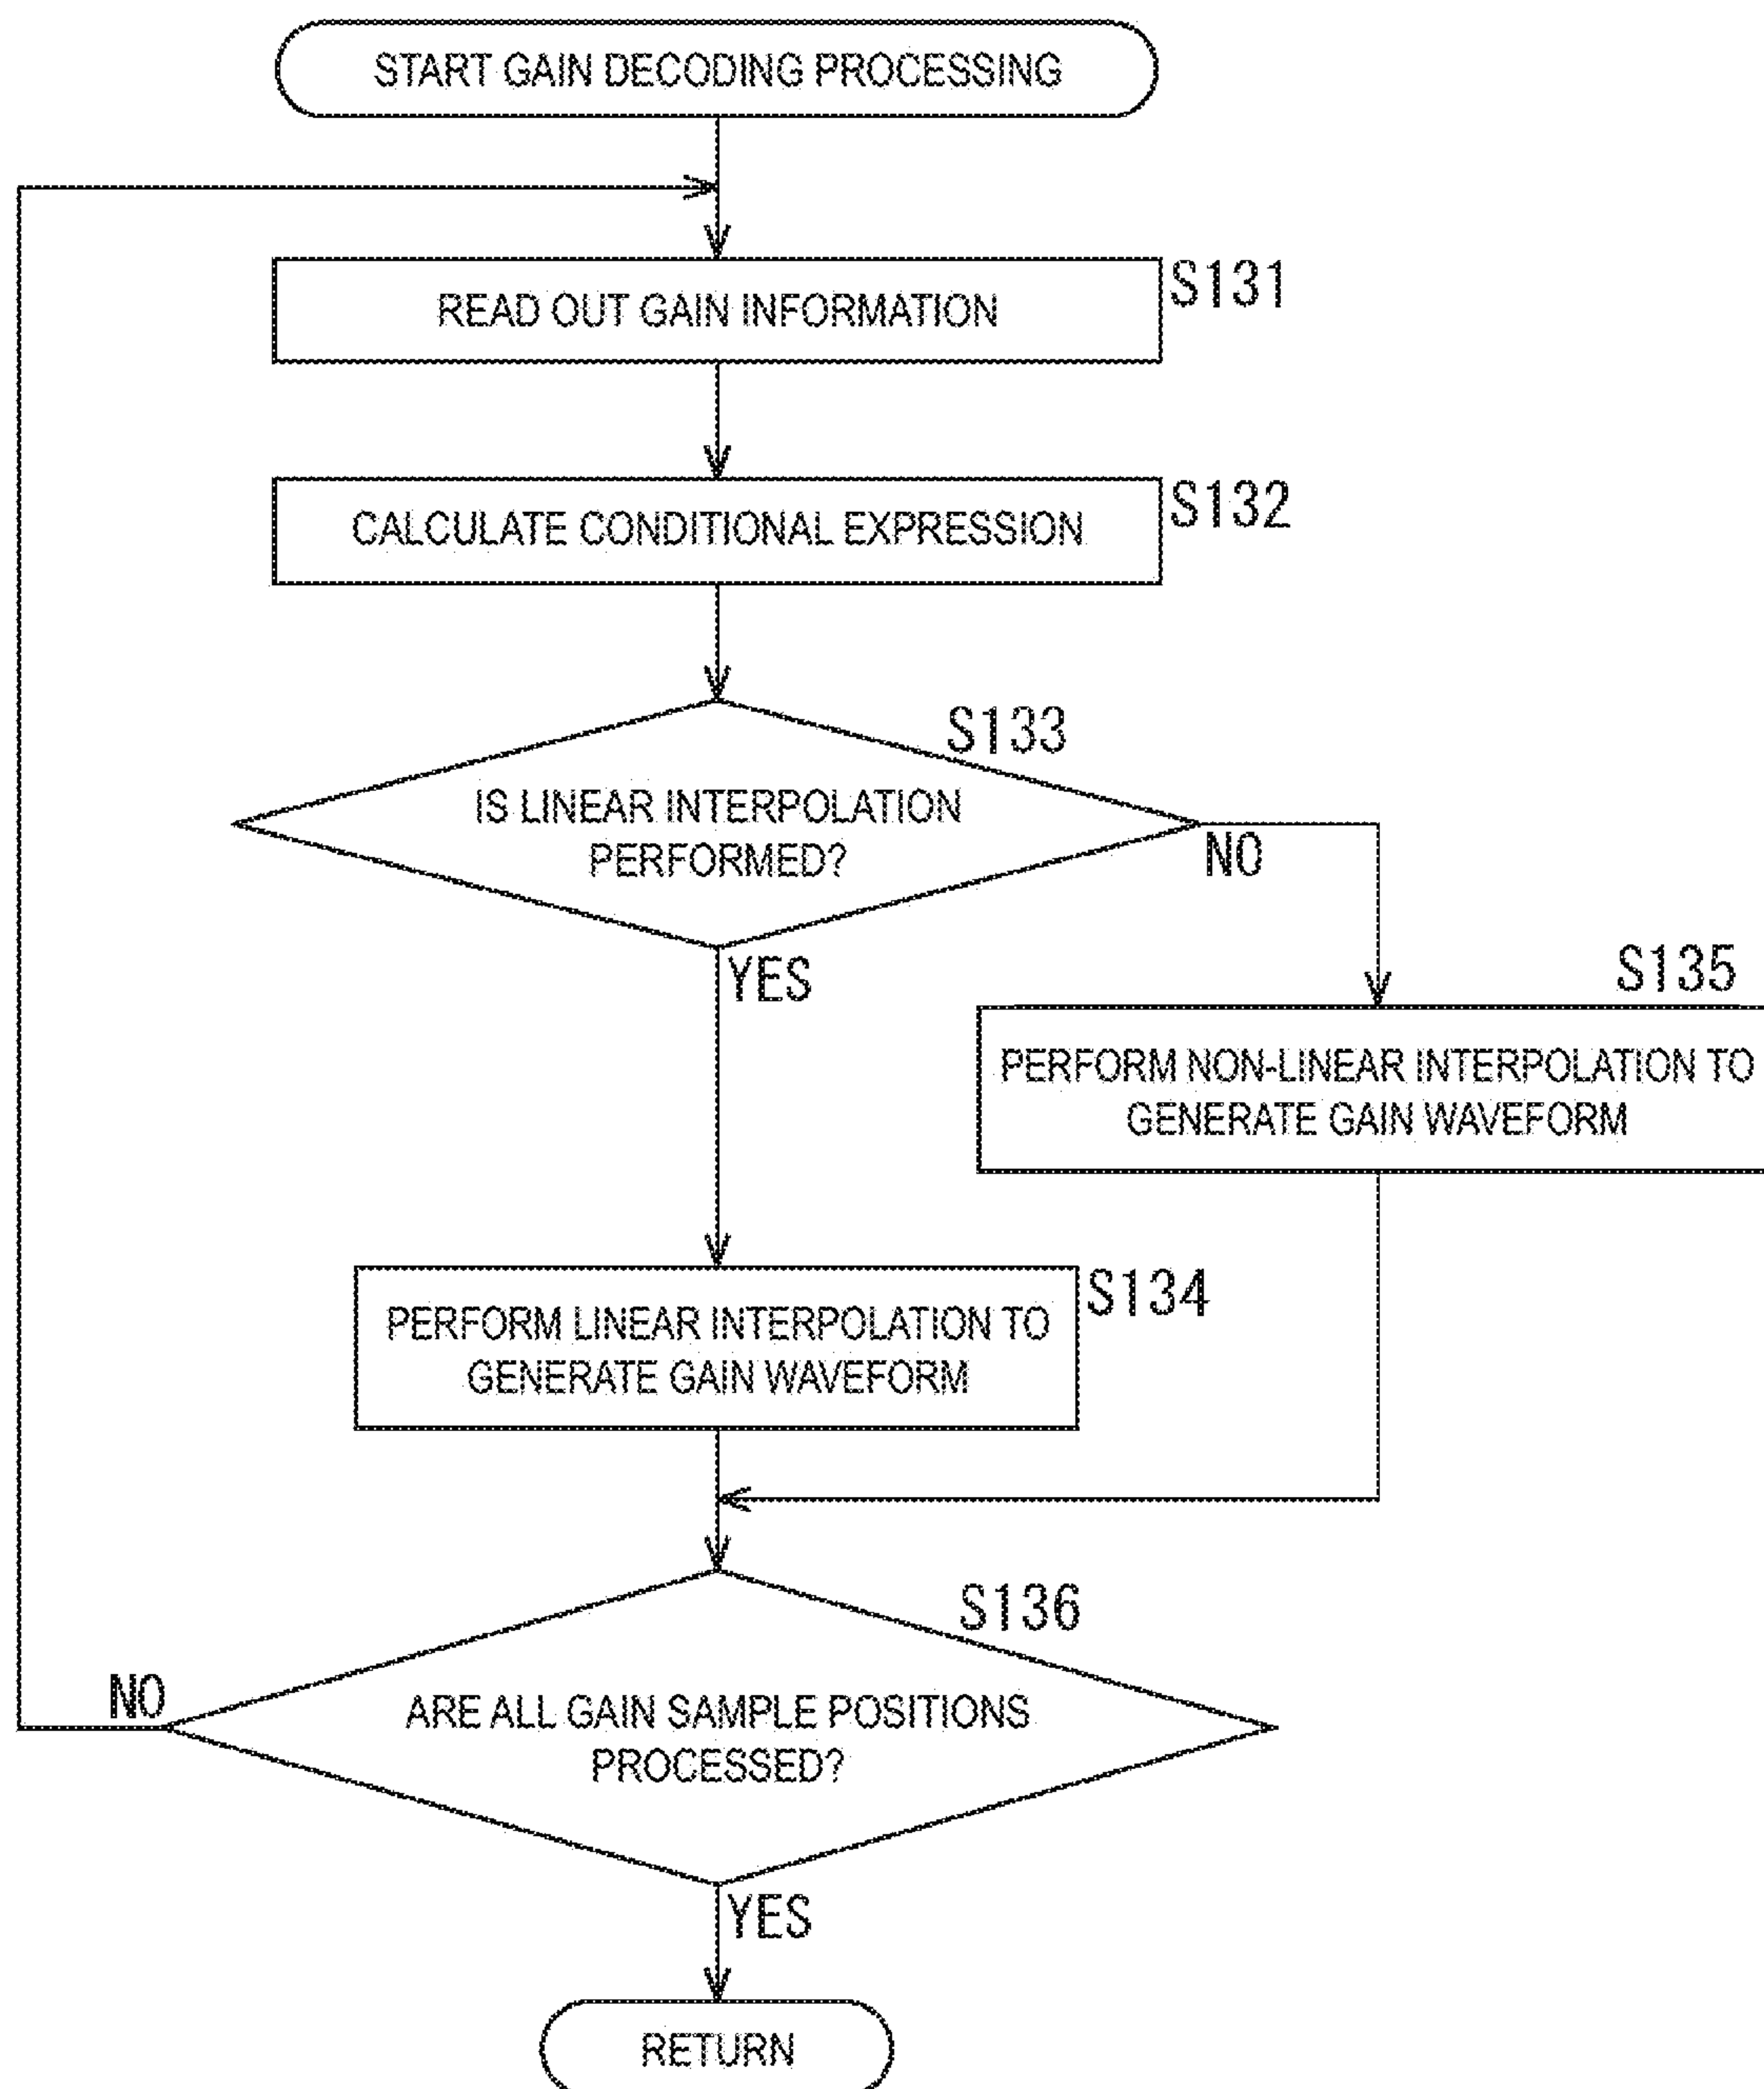 START GAIN DECODING PROCESSING
READ OUT GAIN INFORMATION
S131
CALCULATE CONDITIONAL EXPRESSION
S132
S133
IS LINEAR INTERPOLATION
PERFORMED?
NO
YES
S135
PERFORM NON-LINEAR INTERPOLATION TO
GENERATE GAIN WAVEFORM
S134
PERFORM LINEAR INTERPOLATION TO
GENERATE GAIN WAVEFORM
S136
NO
ARE ALL GAIN SAMPLE POSITIONS
PROCESSED?
YES
RETURN